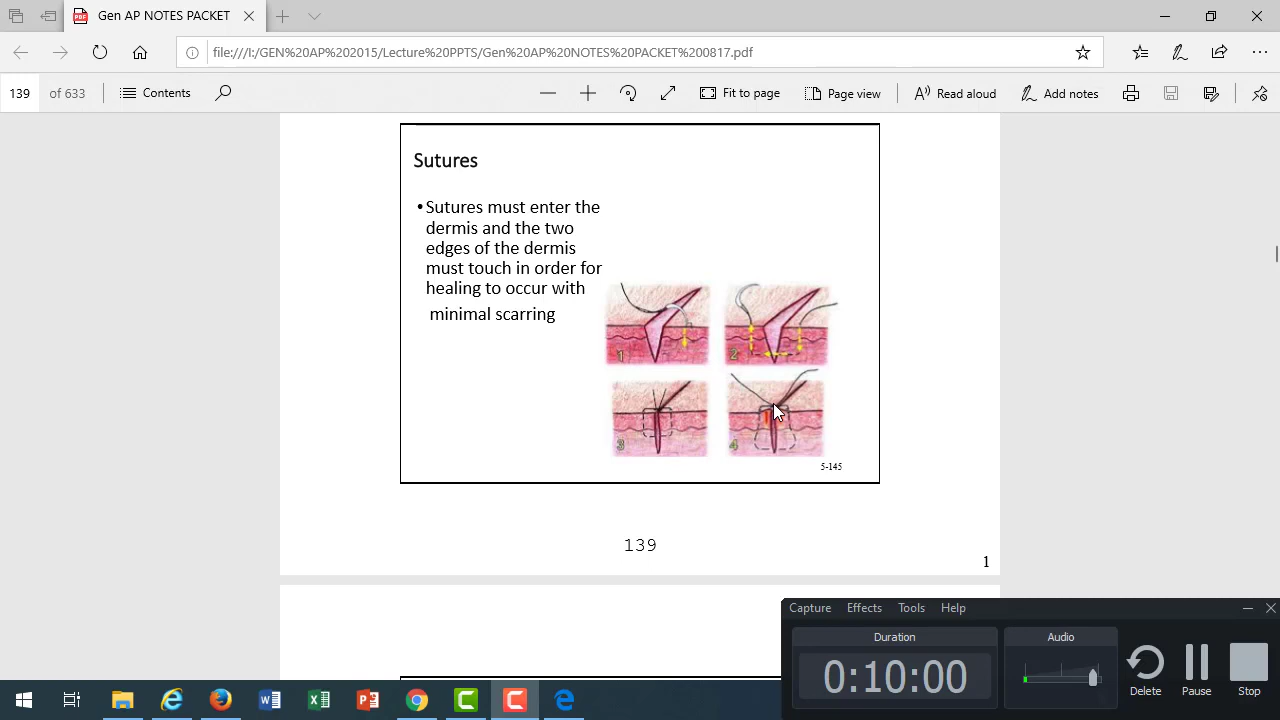 Gen AP NOTES PACKET
file:///I:/GEN%20AP%202015/Lecture%20PPTS/Gen%20AP%20NOTES%20PACKET%200817.pdf
139 of 633 Contents Fit to page Page view Read aloud Add notes
Sutures
• Sutures must enter the
dermis and the two
edges of the dermis
must touch in order for
healing to occur with
minimal scarring
1 2
3 4
5-145
139
1
Capture Effects Tools Help
Duration Audio
0:10:00
Delete Pause Stop